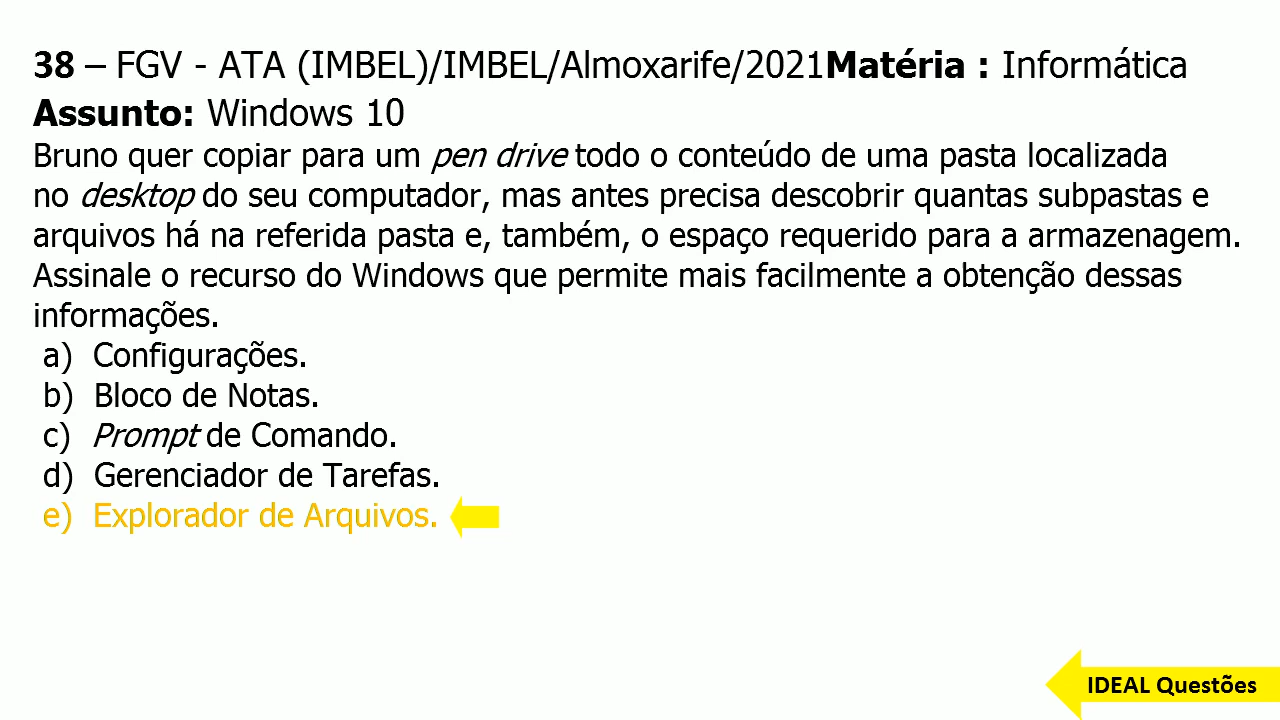 38 – FGV - ATA (IMBEL)/IMBEL/Almoxarife/2021Matéria : Informática
Assunto: Windows 10
Bruno quer copiar para um pen drive todo o conteúdo de uma pasta localizada
no desktop do seu computador, mas antes precisa descobrir quantas subpastas e
arquivos há na referida pasta e, também, o espaço requerido para a armazenagem.
Assinale o recurso do Windows que permite mais facilmente a obtenção dessas
informações.
a) Configurações.
b) Bloco de Notas.
c) Prompt de Comando.
d) Gerenciador de Tarefas.
e) Explorador de Arquivos.
IDEAL Questões